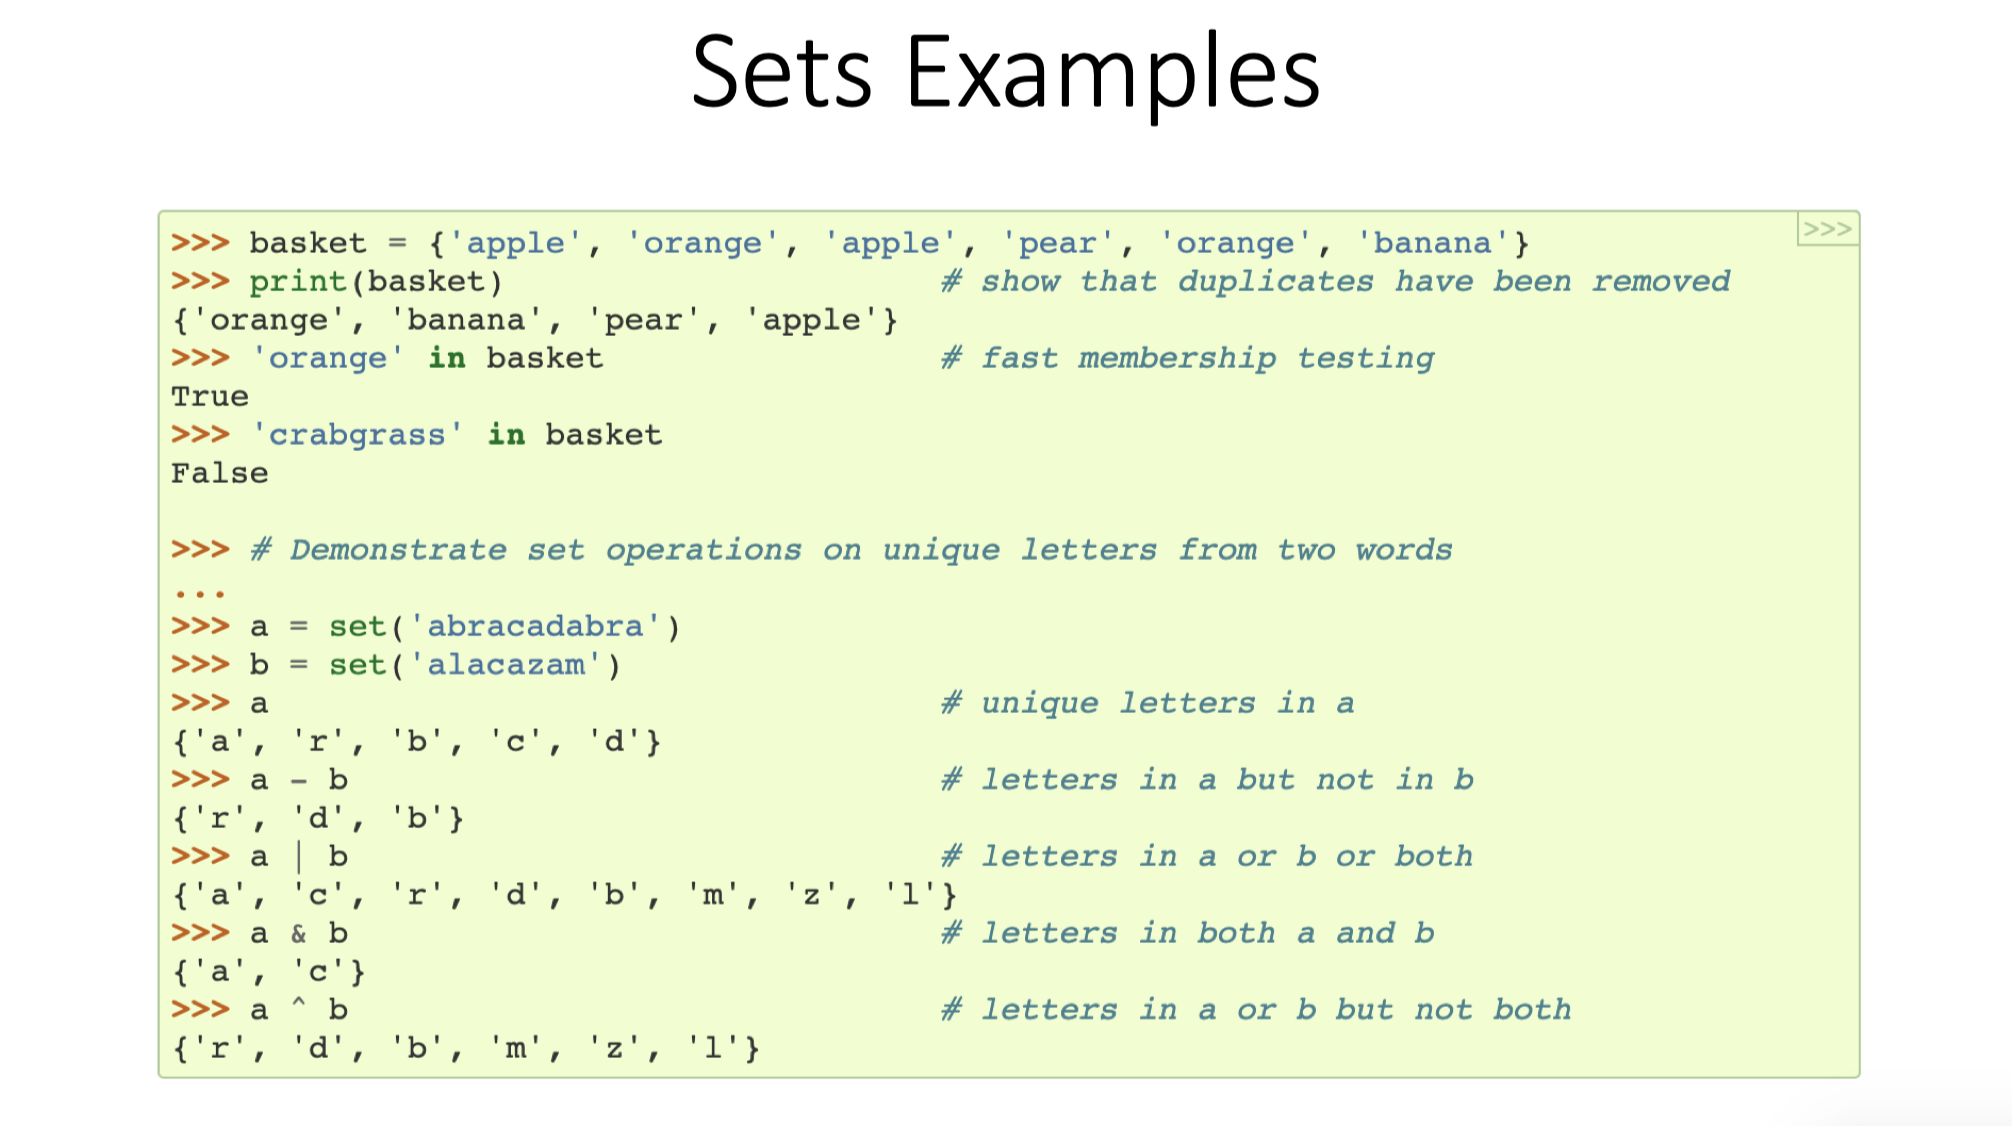 Sets Examples
>>>
>>> basket = {'apple', 'orange', 'apple', 'pear', 'orange', 'banana'}
>>> print(basket)                      # show that duplicates have been removed
{'orange', 'banana', 'pear', 'apple'}
>>> 'orange' in basket                 # fast membership testing
True
>>> 'crabgrass' in basket
False
>>> # Demonstrate set operations on unique letters from two words
...
>>> a = set('abracadabra')
>>> b = set('alacazam')
>>> a                                  # unique letters in a
{'a', 'r', 'b', 'c', 'd'}
>>> a - b                              # letters in a but not in b
{'r', 'd', 'b'}
>>> a | b                              # letters in a or b or both
{'a', 'c', 'r', 'd', 'b', 'm', 'z', 'l'}
>>> a & b                              # letters in both a and b
{'a', 'c'}
>>> a ^ b                              # letters in a or b but not both
{'r', 'd', 'b', 'm', 'z', 'l'}